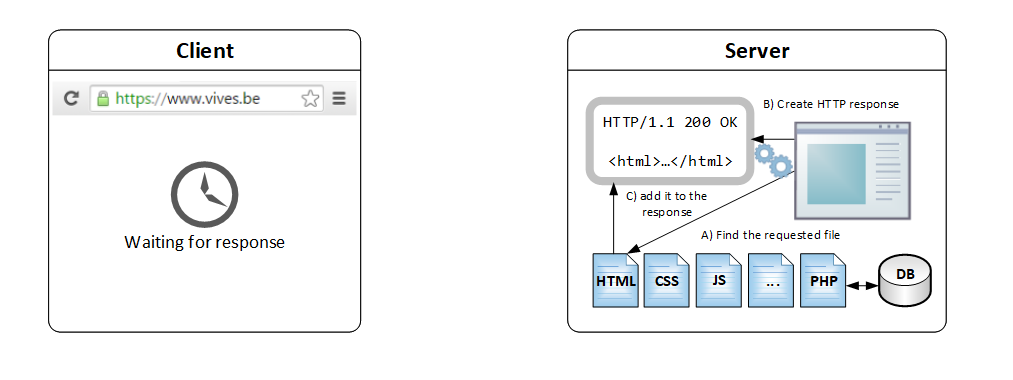 Client
https://www.vives.be
Waiting for response
Server
B) Create HTTP response
HTTP/1.1 200 OK
<html>…</html>
C) add it to the
response
A) Find the requested file
HTML
CSS
JS
...
PHP
DB